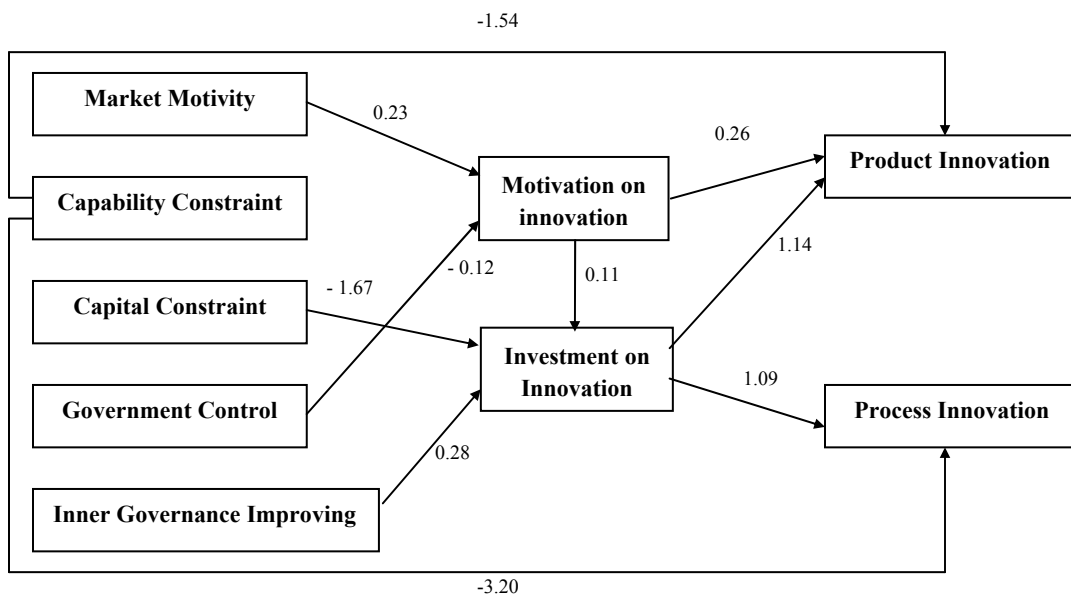 -1.54
Market Motivity
0.23
0.26
Product Innovation
Motivation on
innovation
Capability Constraint
1.14
- 0.12
0.11
- 1.67
Capital Constraint
Investment on
Innovation
1.09
Government Control
Process Innovation
0.28
Inner Governance Improving
-3.20